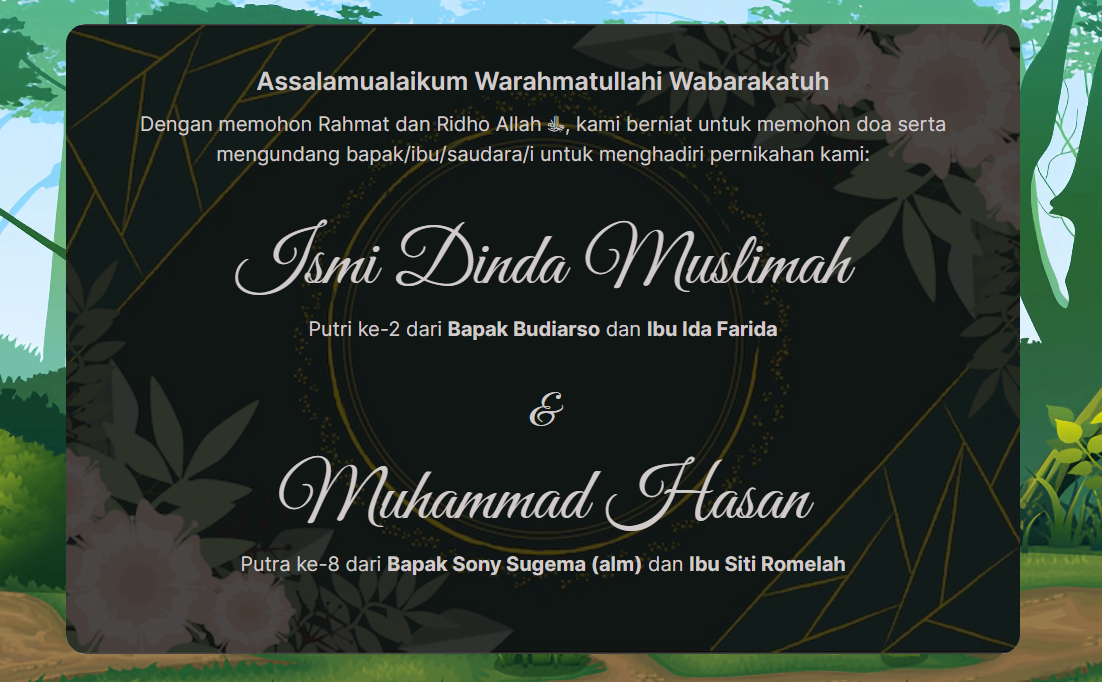 Assalamualaikum Warahmatullahi Wabarakatuh
Dengan memohon Rahmat dan Ridho Allah ﷻ, kami berniat untuk memohon doa serta
mengundang bapak/ibu/saudara/i untuk menghadiri pernikahan kami:
Ismi Dinda Muslimah
Putri ke-2 dari Bapak Budiarso dan Ibu Ida Farida
&
Muhammad Hasan
Putra ke-8 dari Bapak Sony Sugema (alm) dan Ibu Siti Romelah